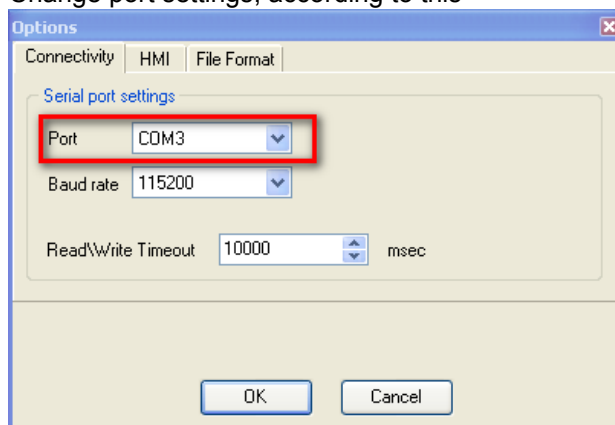 Change port settings, according to this
Options
Connectivity HMI File Format
Serial port settings
Port COM3
Baud rate 115200
Read\Write Timeout 10000 msec
OK Cancel